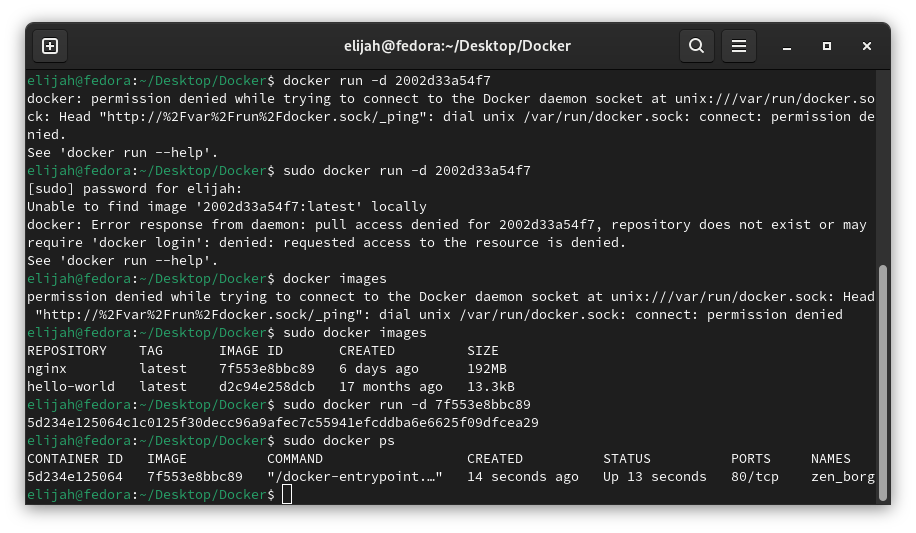 elijah@fedora:~/Desktop/Docker
elijah@fedora:~/Desktop/Docker$ docker run -d 2002d33a54f7
docker: permission denied while trying to connect to the Docker daemon socket at unix:///var/run/docker.so
ck: Head "http://%2Fvar%2Frun%2Fdocker.sock/_ping": dial unix /var/run/docker.sock: connect: permission de
nied.
See 'docker run --help'.
elijah@fedora:~/Desktop/Docker$ sudo docker run -d 2002d33a54f7
[sudo] password for elijah:
Unable to find image '2002d33a54f7:latest' locally
docker: Error response from daemon: pull access denied for 2002d33a54f7, repository does not exist or may
require 'docker login': denied: requested access to the resource is denied.
See 'docker run --help'.
elijah@fedora:~/Desktop/Docker$ docker images
permission denied while trying to connect to the Docker daemon socket at unix:///var/run/docker.sock: Head
 "http://%2Fvar%2Frun%2Fdocker.sock/_ping": dial unix /var/run/docker.sock: connect: permission denied
elijah@fedora:~/Desktop/Docker$ sudo docker images
REPOSITORY    TAG       IMAGE ID       CREATED         SIZE
nginx         latest    7f553e8bbc89   6 days ago      192MB
hello-world   latest    d2c94e258dcb   17 months ago   13.3kB
elijah@fedora:~/Desktop/Docker$ sudo docker run -d 7f553e8bbc89
5d234e125064c1c0125f30decc96a9afec7c55941efcddba6e6625f09dfcea29
elijah@fedora:~/Desktop/Docker$ sudo docker ps
CONTAINER ID   IMAGE          COMMAND                  CREATED          STATUS          PORTS     NAMES
5d234e125064   7f553e8bbc89   "/docker-entrypoint.…"   14 seconds ago   Up 13 seconds   80/tcp    zen_borg
elijah@fedora:~/Desktop/Docker$